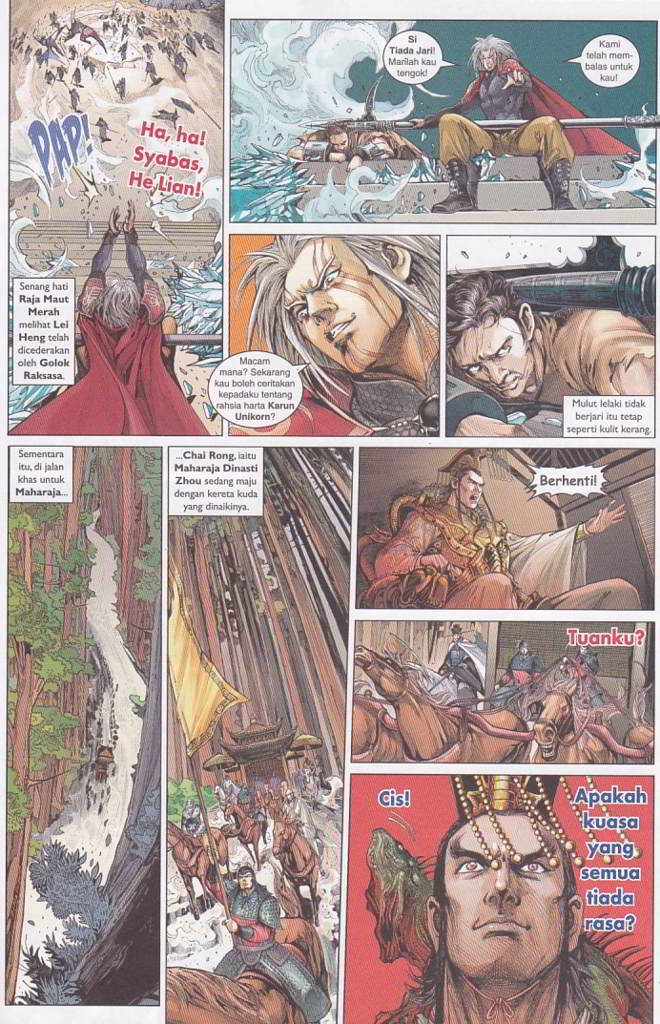 PAP!
Ha, ha!
Syabas,
He Lian!
Senang hati
Raja Maut
Merah
melihat Lei
Heng telah
dicederakan
oleh Golok
Raksasa.
Si
Tiada Jari!
Marilah kau
tengok!
Kami
telah mem-
balas untuk
kau!
Macam
mana? Sekarang
kau boleh ceritakan
kepadaku tentang
rahsia harta Karun
Unikorn?
Mulut lelaki tidak
berjari itu tetap
seperti kulit kerang.
Sementara
itu, di jalan
khas untuk
Maharaja...
...Chai Rong, iaitu
Maharaja Dinasti
Zhou sedang maju
dengan kereta kuda
yang dinaikinya.
Berhenti!
Tuanku?
Cis!
Apakah
kuasa
yang
semua
tiada
rasa?